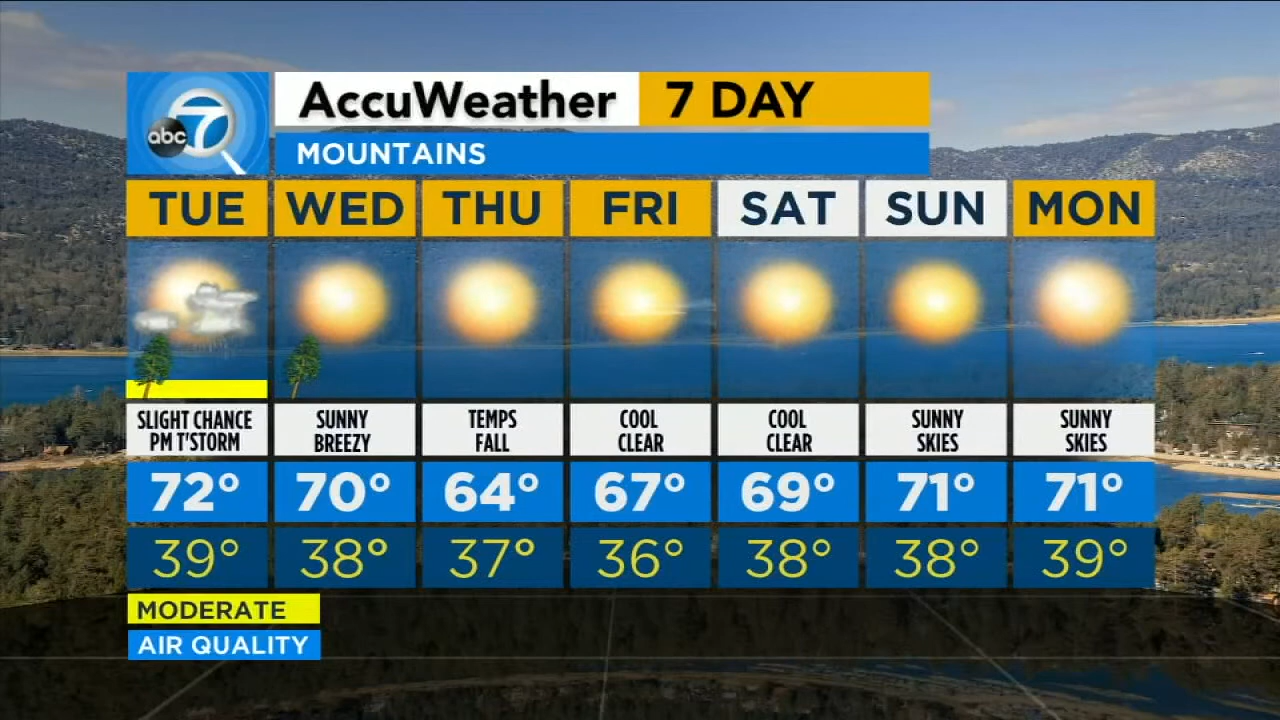 abc 7
AccuWeather 7 DAY
MOUNTAINS
TUE WED THU FRI SAT SUN MON
SLIGHT CHANCE SUNNY TEMPS COOL COOL SUNNY SUNNY
PM T'STORM BREEZY FALL CLEAR CLEAR SKIES SKIES
72° 70° 64° 67° 69° 71° 71°
39° 38° 37° 36° 38° 38° 39°
MODERATE
AIR QUALITY